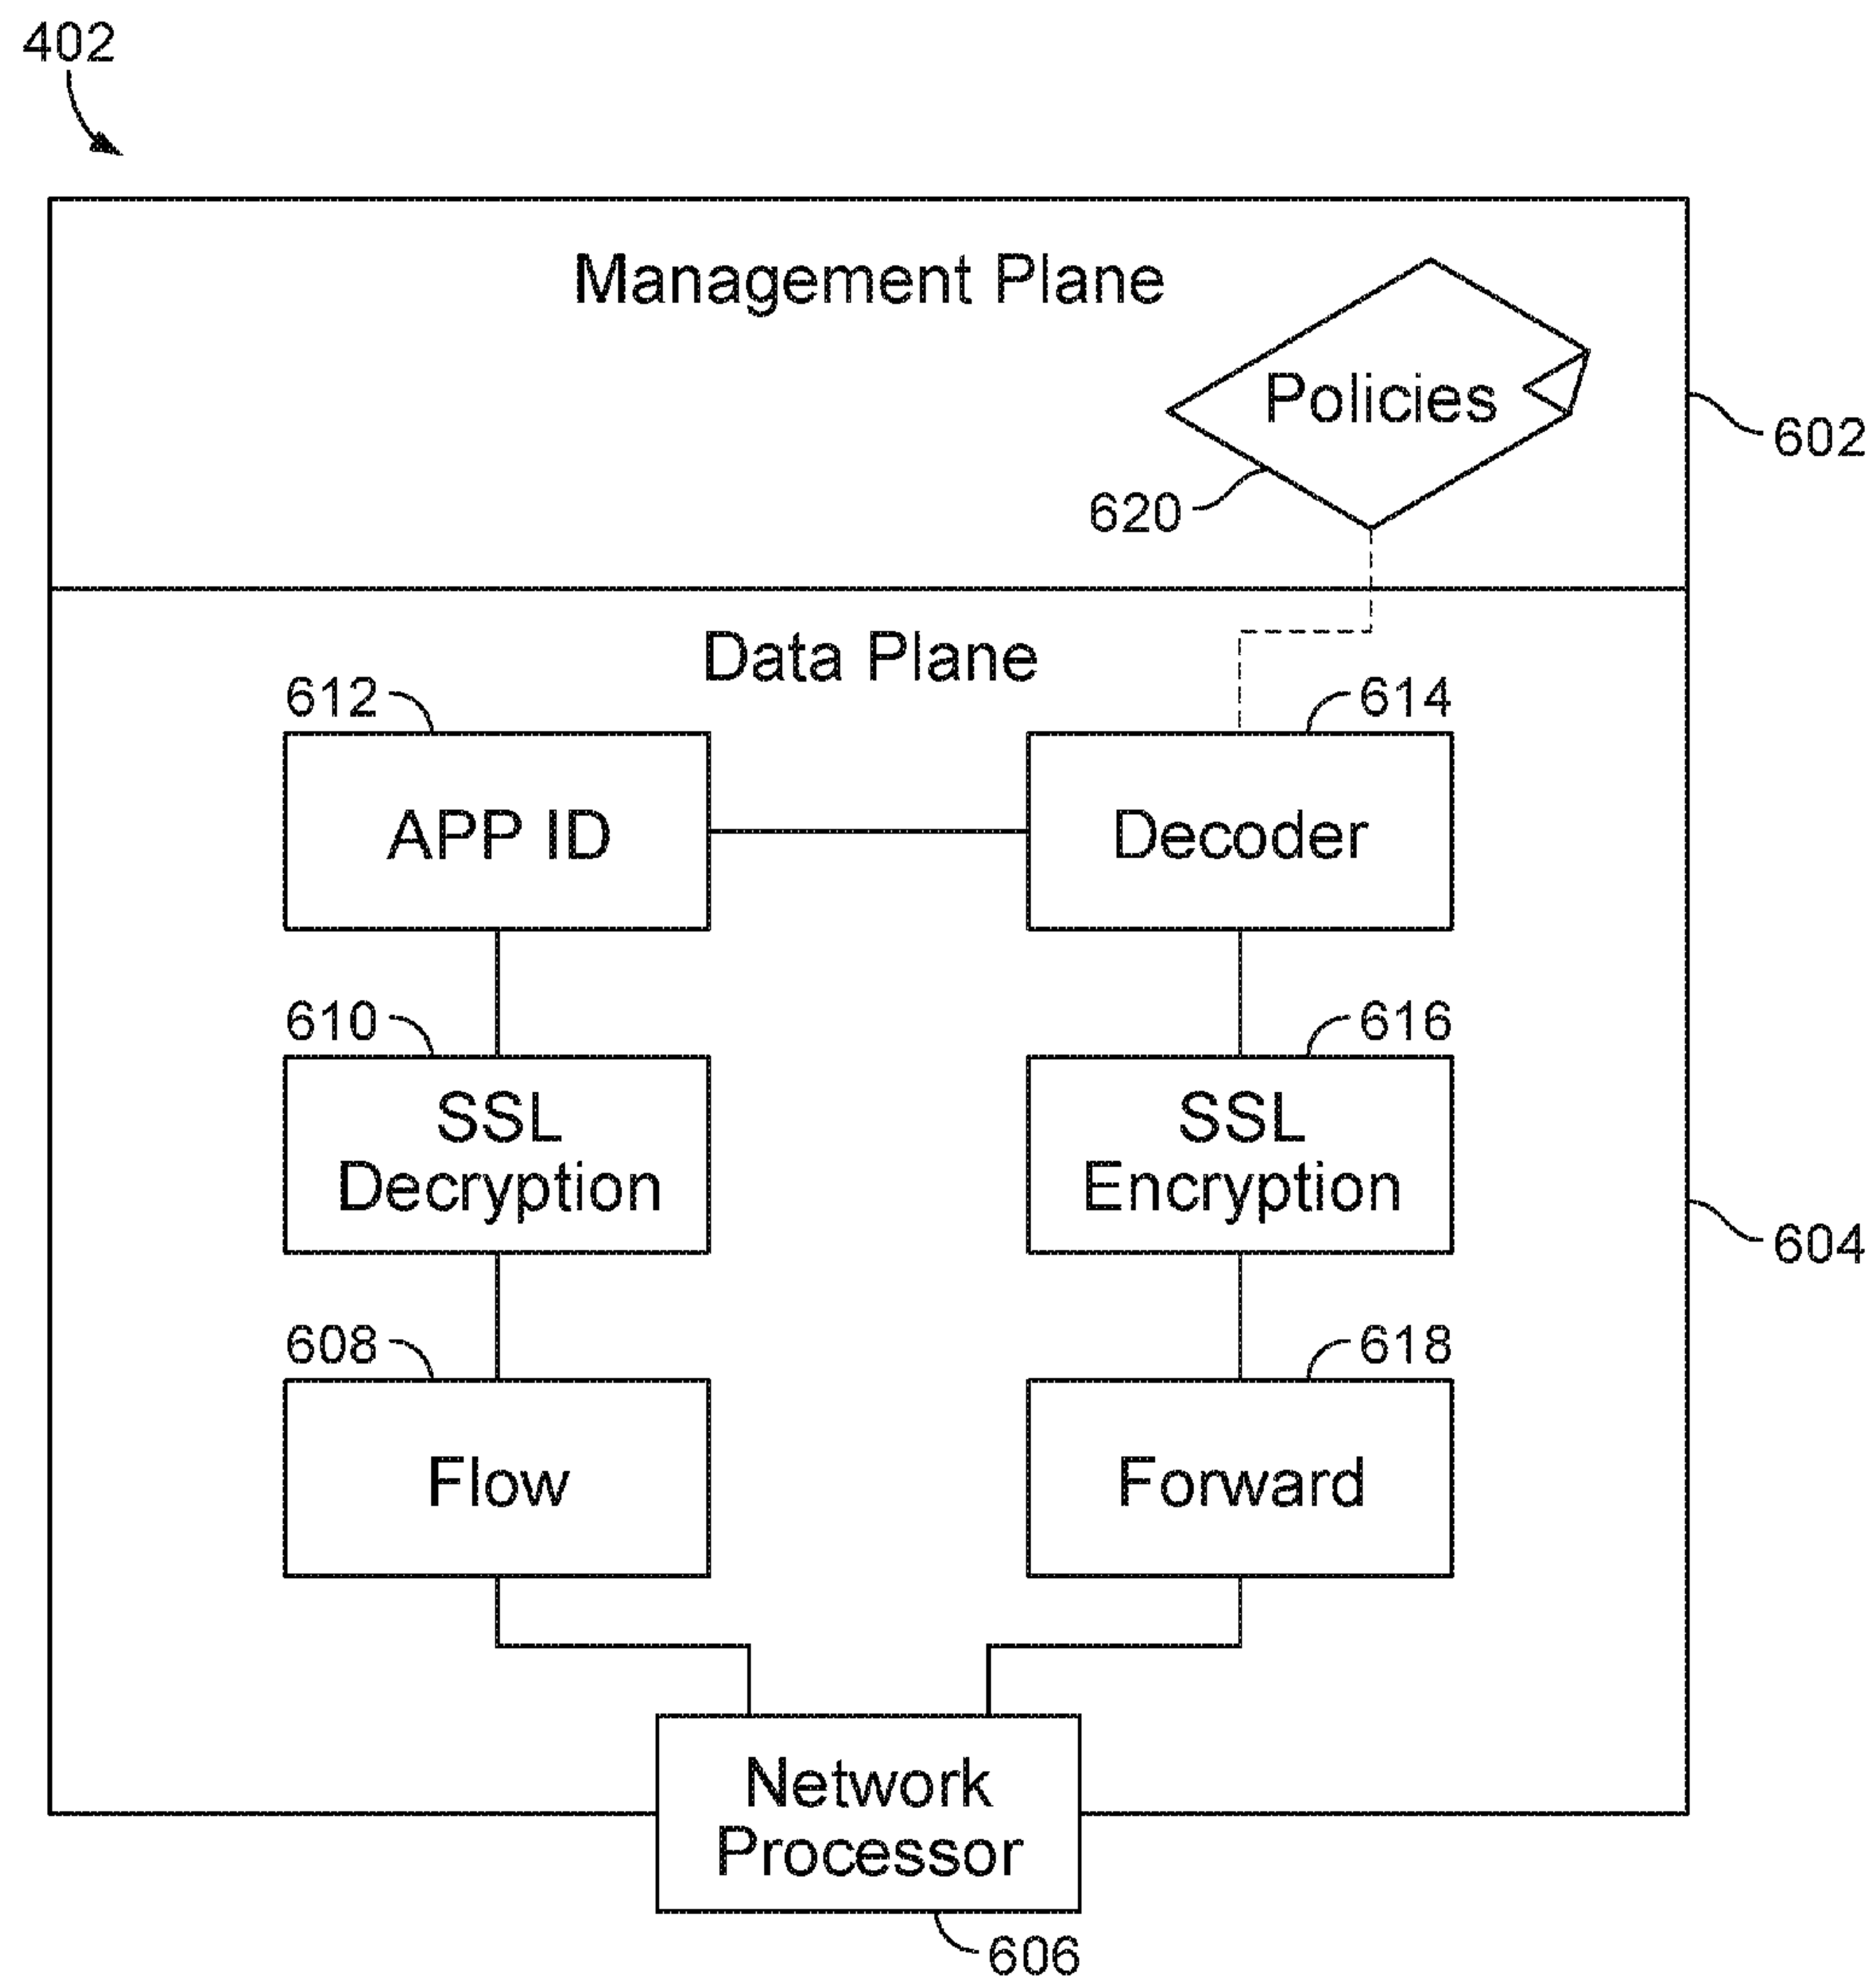 402
Management Plane
Policies
602
620
Data Plane
612
614
APP ID
Decoder
610
616
SSL
Decryption
SSL
Encryption
604
608
618
Flow
Forward
Network
Processor
606